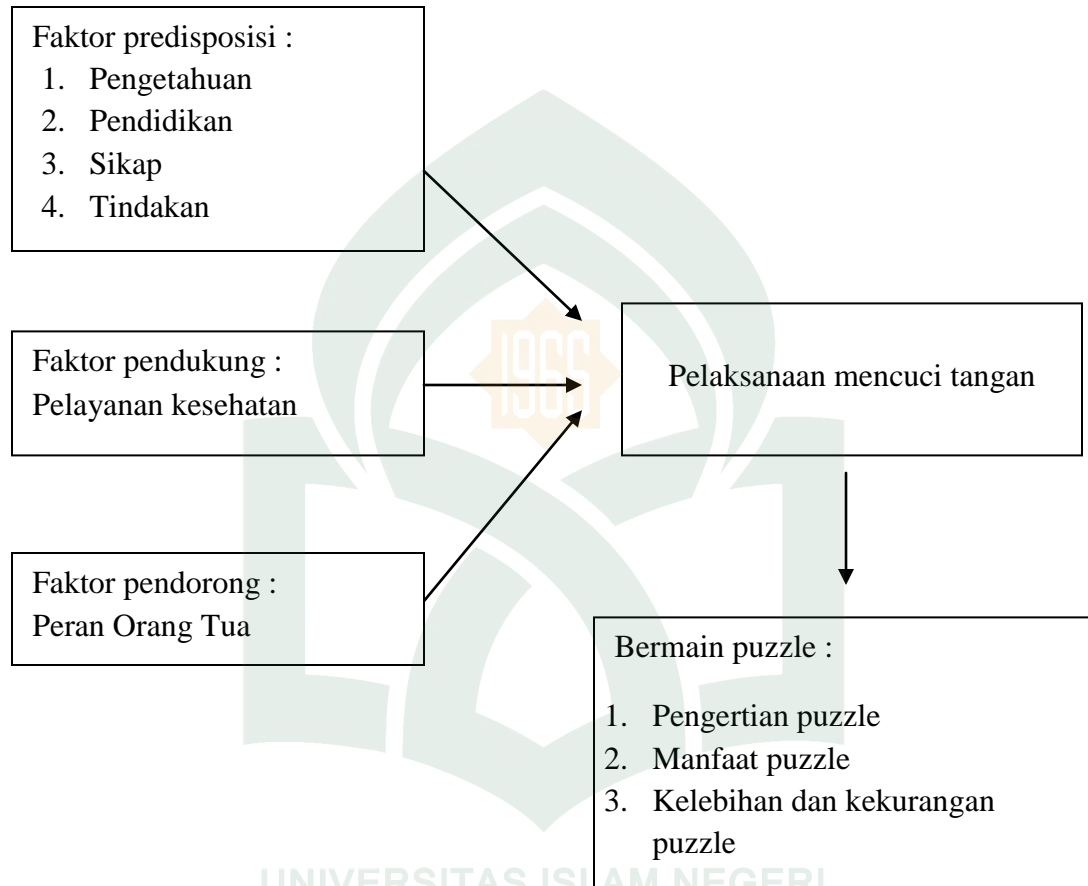 Faktor predisposisi :
1. Pengetahuan
2. Pendidikan
3. Sikap
4. Tindakan
Faktor pendukung :
Pelayanan kesehatan
Pelaksanaan mencuci tangan
Faktor pendorong :
Peran Orang Tua
Bermain puzzle :
1. Pengertian puzzle
2. Manfaat puzzle
3. Kelebihan dan kekurangan
puzzle
1965
UNIVERSITAS ISLAM NEGERI